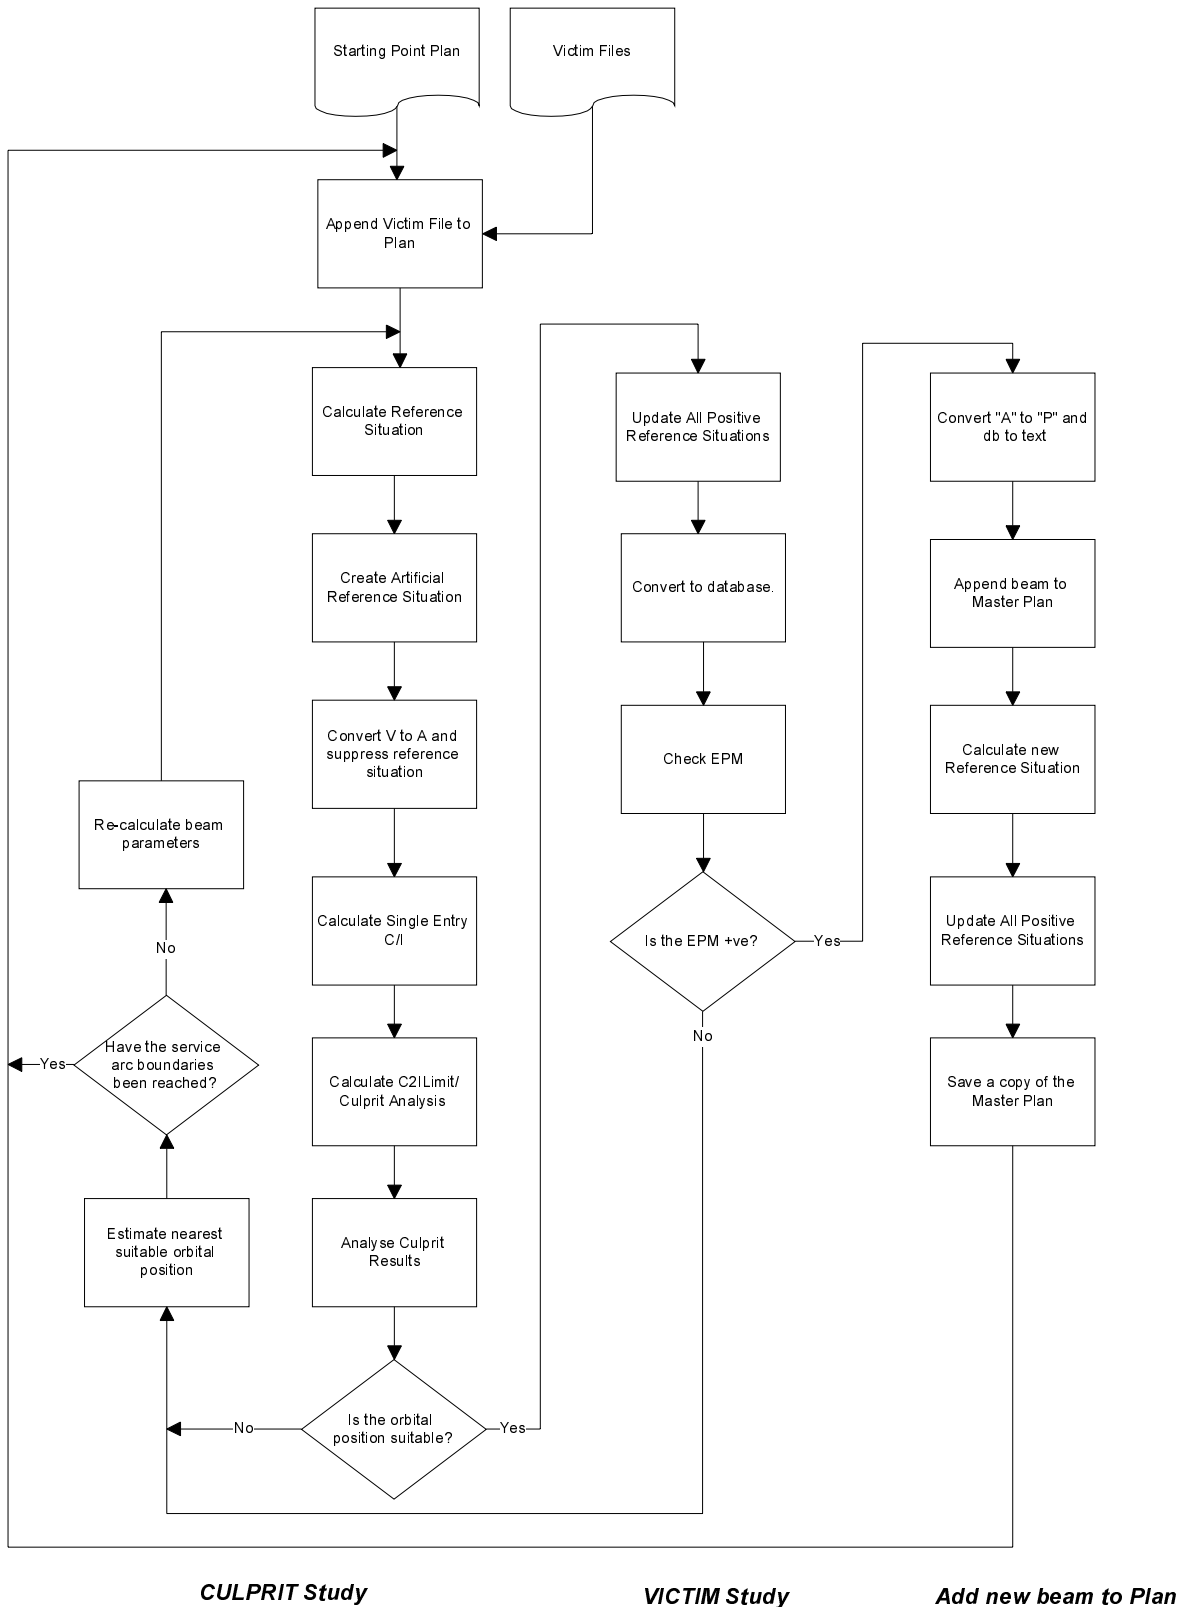 Starting Point Plan
Victim Files
Append Victim File to
Plan
Calculate Reference
Situation
Create Artificial
Reference Situation
Convert V to A and
suppress reference
situation
Calculate Single Entry
C/I
Calculate C2ILimit/
Culprit Analysis
Analyse Culprit
Results
Is the orbital
position suitable?
No
Yes
Estimate nearest
suitable orbital
position
Have the service
arc boundaries
been reached?
Yes
No
Re-calculate beam
parameters
Update All Positive
Reference Situations
Convert to database.
Check EPM
Is the EPM +ve?
Yes
No
Convert "A" to "P" and
db to text
Append beam to
Master Plan
Calculate new
Reference Situation
Update All Positive
Reference Situations
Save a copy of the
Master Plan
CULPRIT Study
VICTIM Study
Add new beam to Plan